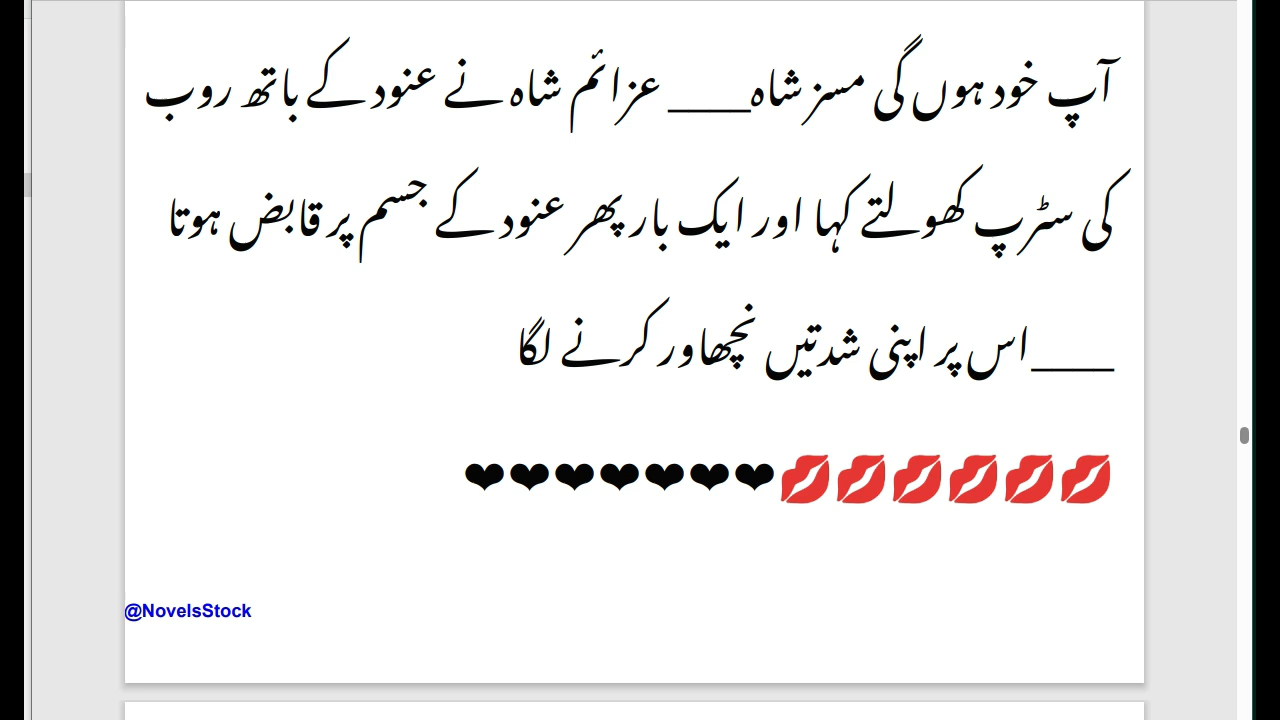 آپ خود ہوں گی مسز شاہ____ عزائم شاہ نے عنود کے باتھ روب
کی سٹرپ کھولتے کہا اور ایک بار پھر عنود کے جسم پر قابض ہوتا
____اس پر اپنی شدتیں نچھاور کرنے لگا
💋💋💋💋💋💋❤❤❤❤❤❤❤
@NovelsStock